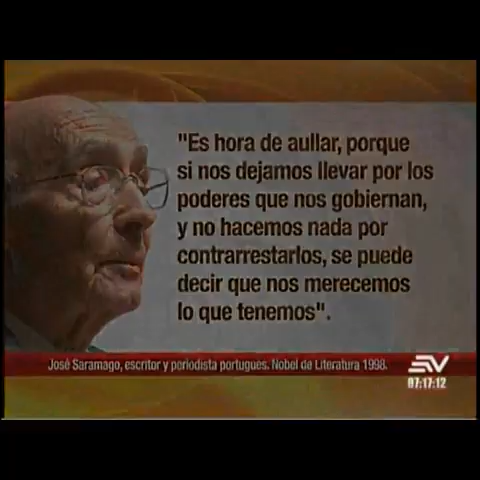 "Es hora de aullar, porque
si nos dejamos llevar por los
poderes que nos gobiernan,
y no hacemos nada por
contrarrestarlos, se puede
decir que nos merecemos
lo que tenemos".
José Saramago, escritor y periodista portugues. Nobel de Literatura 1998.
07:17:12